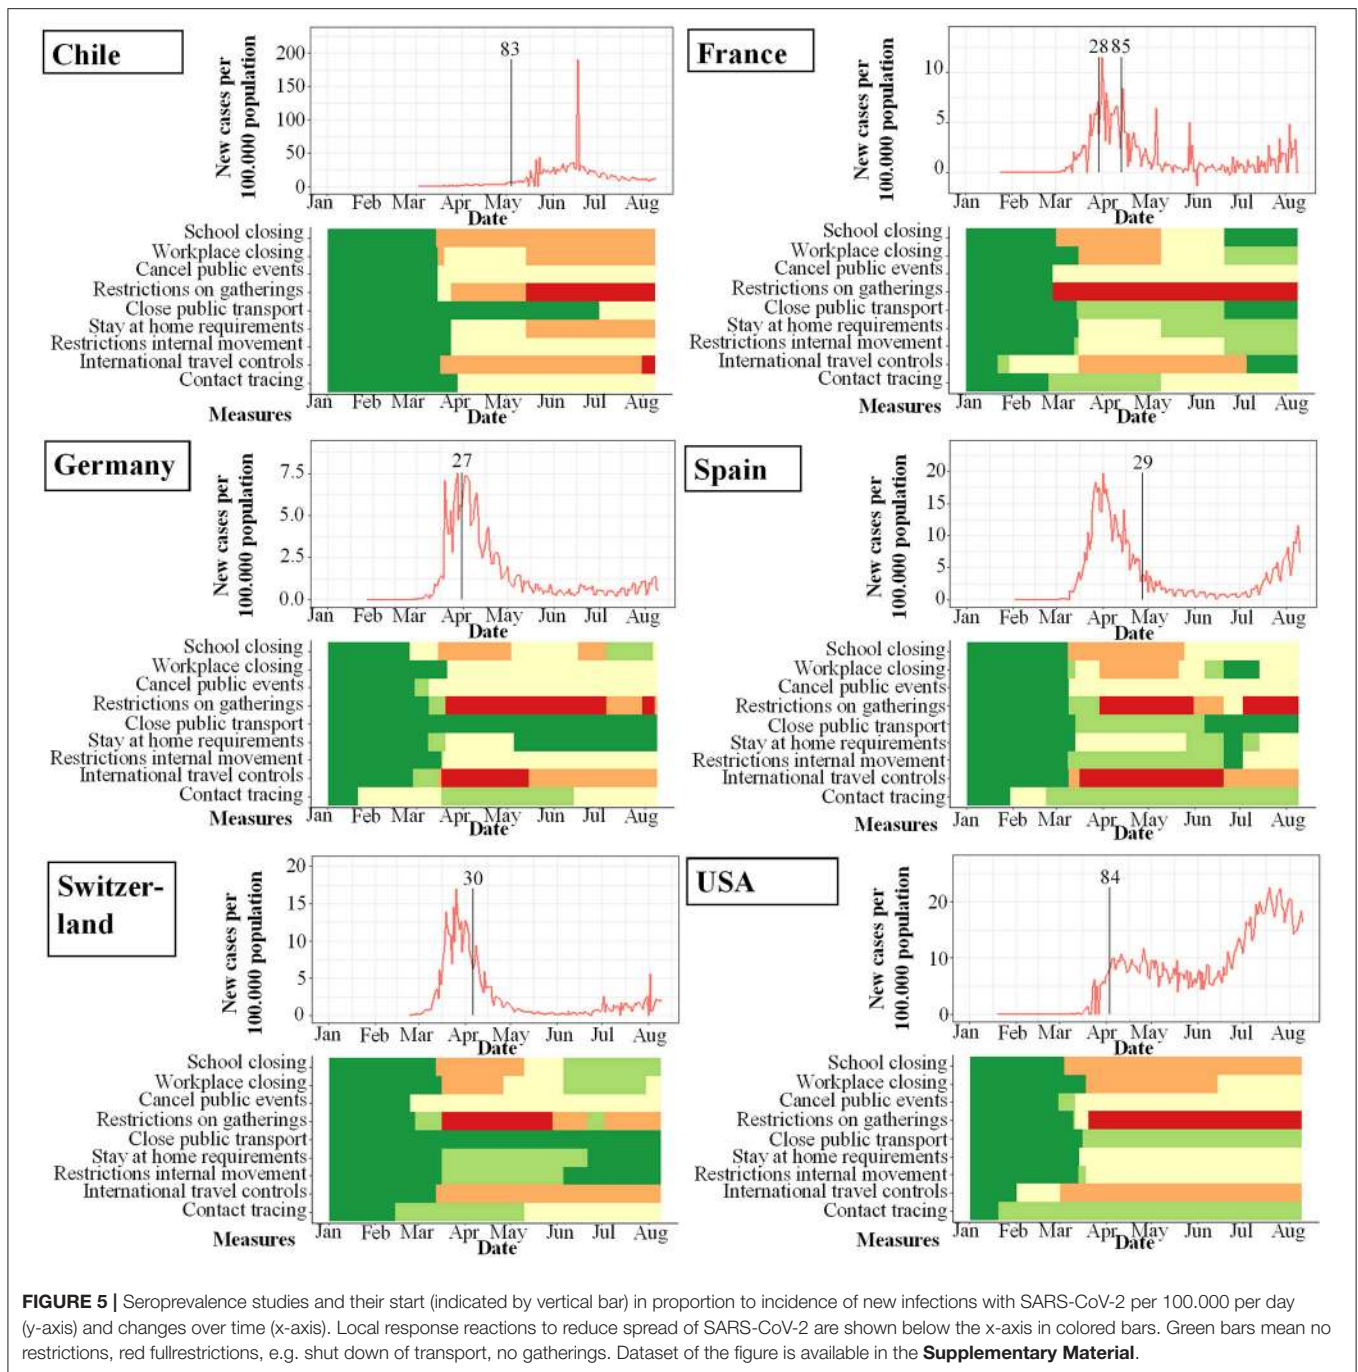 Chile
New cases per
100.000 population
200
150
100
50
0
83
Jan Feb Mar Apr May Jun Jul Aug
Date
School closing
Workplace closing
Cancel public events
Restrictions on gatherings
Close public transport
Stay at home requirements
Restrictions internal movement
International travel controls
Contact tracing
Jan Feb Mar Apr May Jun Jul Aug
Measures
Date
France
New cases per
100.000 population
10
5
0
28 85
Jan Feb Mar Apr May Jun Jul Aug
Date
School closing
Workplace closing
Cancel public events
Restrictions on gatherings
Close public transport
Stay at home requirements
Restrictions internal movement
International travel controls
Contact tracing
Jan Feb Mar Apr May Jun Jul Aug
Measures
Date
Germany
New cases per
100.000 population
7.5
5.0
2.5
0.0
27
Jan Feb Mar Apr May Jun Jul Aug
Date
School closing
Workplace closing
Cancel public events
Restrictions on gatherings
Close public transport
Stay at home requirements
Restrictions internal movement
International travel controls
Contact tracing
Jan Feb Mar Apr May Jun Jul Aug
Measures
Date
Spain
New cases per
100.000 population
20
15
10
5
0
29
Jan Feb Mar Apr May Jun Jul Aug
Date
School closing
Workplace closing
Cancel public events
Restrictions on gatherings
Close public transport
Stay at home requirements
Restrictions internal movement
International travel controls
Contact tracing
Jan Feb Mar Apr May Jun Jul Aug
Measures
Date
Switzer-
land
New cases per
100.000 population
20
15
10
5
0
30
Jan Feb Mar Apr May Jun Jul Aug
Date
School closing
Workplace closing
Cancel public events
Restrictions on gatherings
Close public transport
Stay at home requirements
Restrictions internal movement
International travel controls
Contact tracing
Jan Feb Mar Apr May Jun Jul Aug
Measures
Date
USA
New cases per
100.000 population
20
10
0
84
Jan Feb Mar Apr May Jun Jul Aug
Date
School closing
Workplace closing
Cancel public events
Restrictions on gatherings
Close public transport
Stay at home requirements
Restrictions internal movement
International travel controls
Contact tracing
Jan Feb Mar Apr May Jun Jul Aug
Measures
Date
FIGURE 5 | Seroprevalence studies and their start (indicated by vertical bar) in proportion to incidence of new infections with SARS-CoV-2 per 100.000 per day
(y-axis) and changes over time (x-axis). Local response reactions to reduce spread of SARS-CoV-2 are shown below the x-axis in colored bars. Green bars mean no
restrictions, red fullrestrictions, e.g. shut down of transport, no gatherings. Dataset of the figure is available in the Supplementary Material.